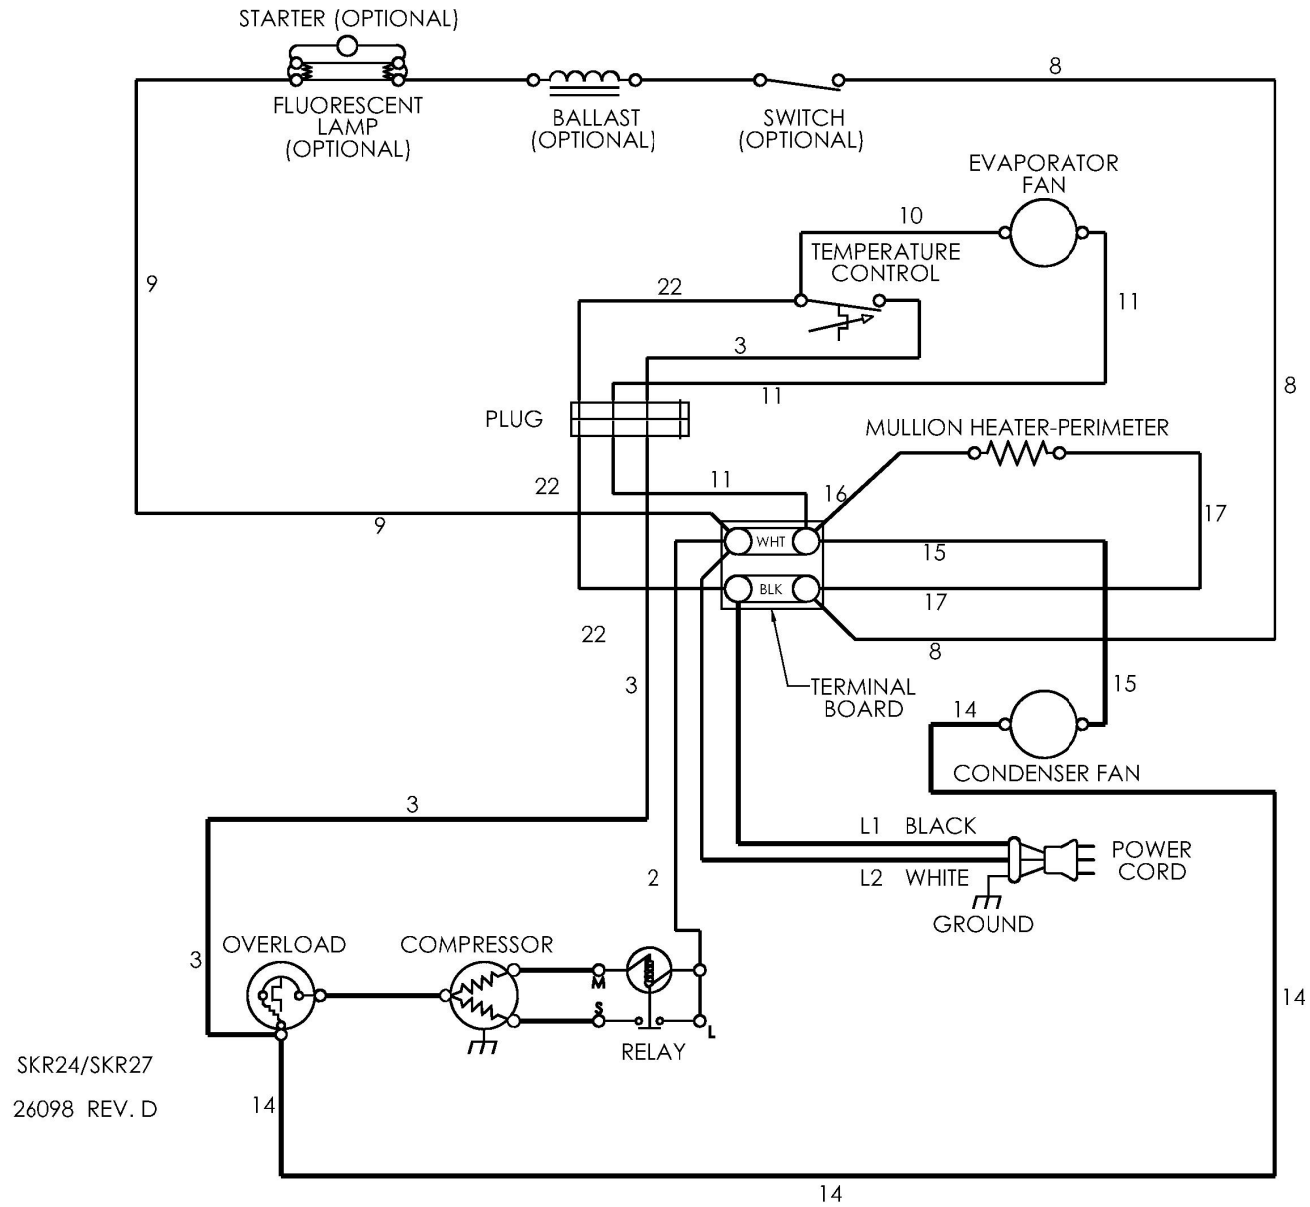 STARTER (OPTIONAL)
8
FLUORESCENT
LAMP
(OPTIONAL)
BALLAST
(OPTIONAL)
SWITCH
(OPTIONAL)
EVAPORATOR
FAN
10
TEMPERATURE
CONTROL
9
22
11
3
11
8
PLUG
MULLION HEATER-PERIMETER
22
11
16
17
9
WHT
15
BLK
17
22
8
3
TERMINAL
BOARD
15
14
CONDENSER FAN
3
L1 BLACK
POWER
CORD
2
L2 WHITE
GROUND
3
OVERLOAD
COMPRESSOR
M
S
L
RELAY
14
SKR24/SKR27
26098 REV. D
14
14